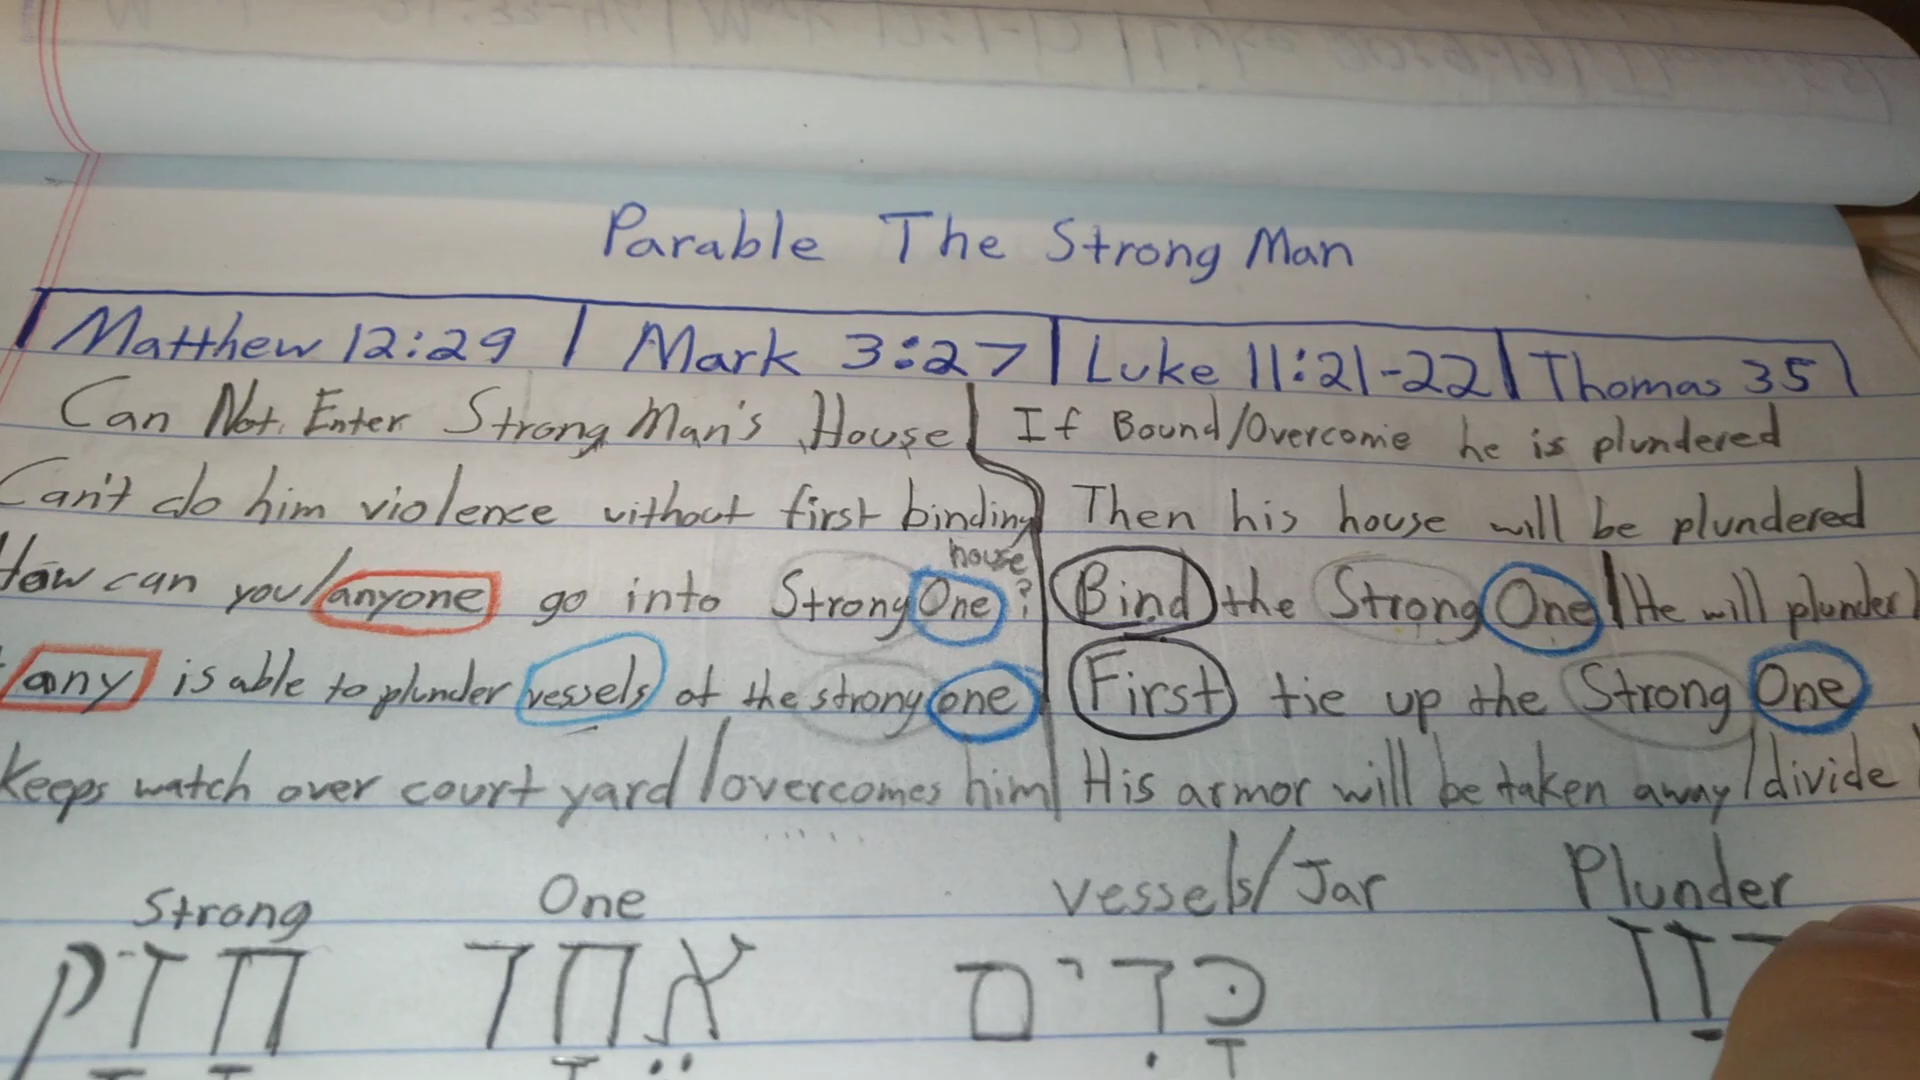 Parable The Strong Man
Matthew 12:29 | Mark 3:27 | Luke 11:21-22 | Thomas 35
Can Not Enter Strong Man's House | If Bound/Overcome he is plundered
Can't do him violence without first binding | Then his house will be plundered
house
How can you/anyone go into Strong One? | Bind the Strong One | He will plunder
any is able to plunder vessels of the strong one | First tie up the Strong One
Keeps watch over court yard / overcomes him | His armor will be taken away/divide
Strong One vessels/Jar Plunder
חָזָק אֶחָד כַּדִים